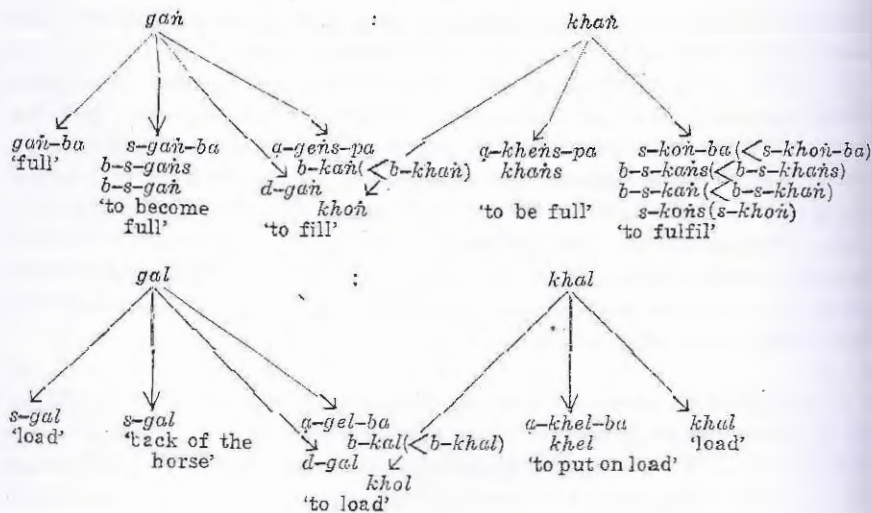 gaṅ : khaṅ
gaṅ-ba s-gaṅ-ba ạ-geṅs-pa ạ-kheṅs-pa s-koṅ-ba (<s-khoṅ-ba)
'full' b-s-gaṅs b-kaṅ(<b-khaṅ) khaṅs b-s-kaṅs(<b-s-khaṅs)
b-s-gaṅ d-gaṅ b-s-kaṅ(<b-s-khaṅ)
'to become khoṅ 'to be full' s-koṅs(s-khoṅ)
full' 'to fill' 'to fulfil'
gal : khal
s-gal s-gal ạ-gel-ba ạ-khel-ba khal
'load' 'back of the b-kal(<b-khal) khel 'load'
horse' d-gal 'to put on load'
khol
'to load'